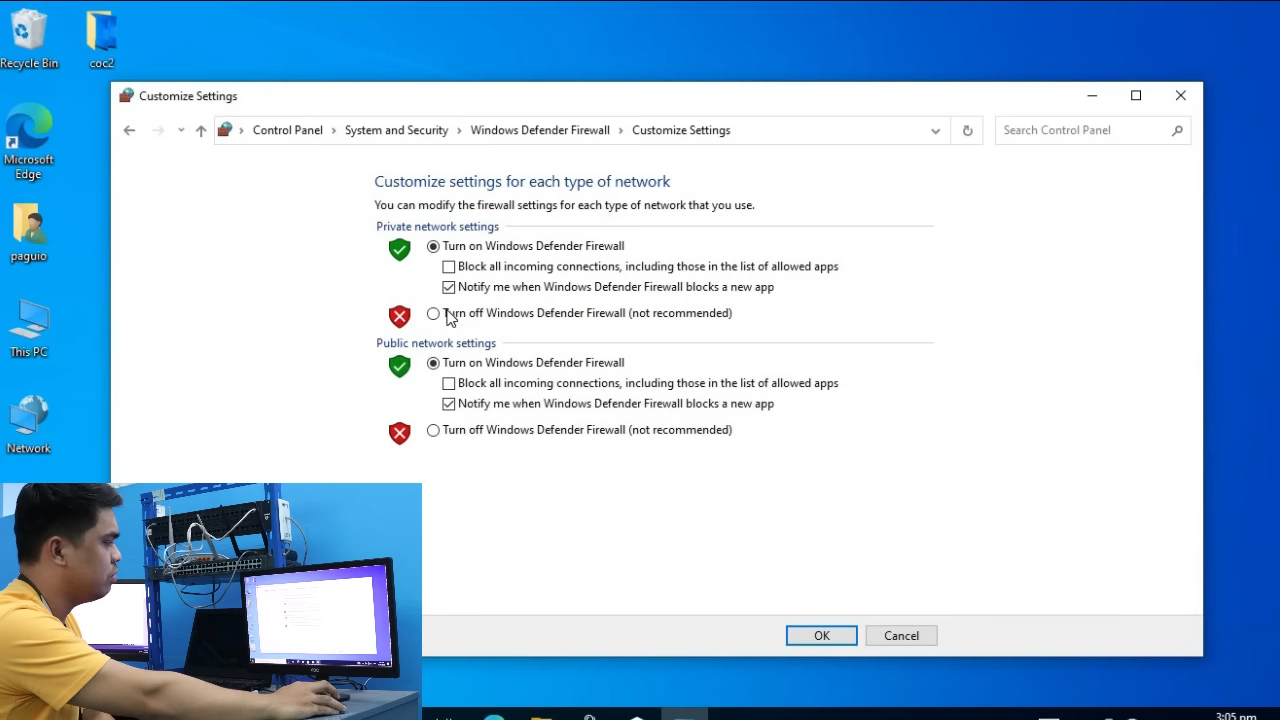 Recycle Bin
coc2
Microsoft
Edge
paguio
This PC
Network
Customize Settings
Control Panel
System and Security
Windows Defender Firewall
Customize Settings
Search Control Panel
Customize settings for each type of network
You can modify the firewall settings for each type of network that you use.
Private network settings
Turn on Windows Defender Firewall
Block all incoming connections, including those in the list of allowed apps
Notify me when Windows Defender Firewall blocks a new app
Turn off Windows Defender Firewall (not recommended)
Public network settings
Turn on Windows Defender Firewall
Block all incoming connections, including those in the list of allowed apps
Notify me when Windows Defender Firewall blocks a new app
Turn off Windows Defender Firewall (not recommended)
OK
Cancel
3:05 pm